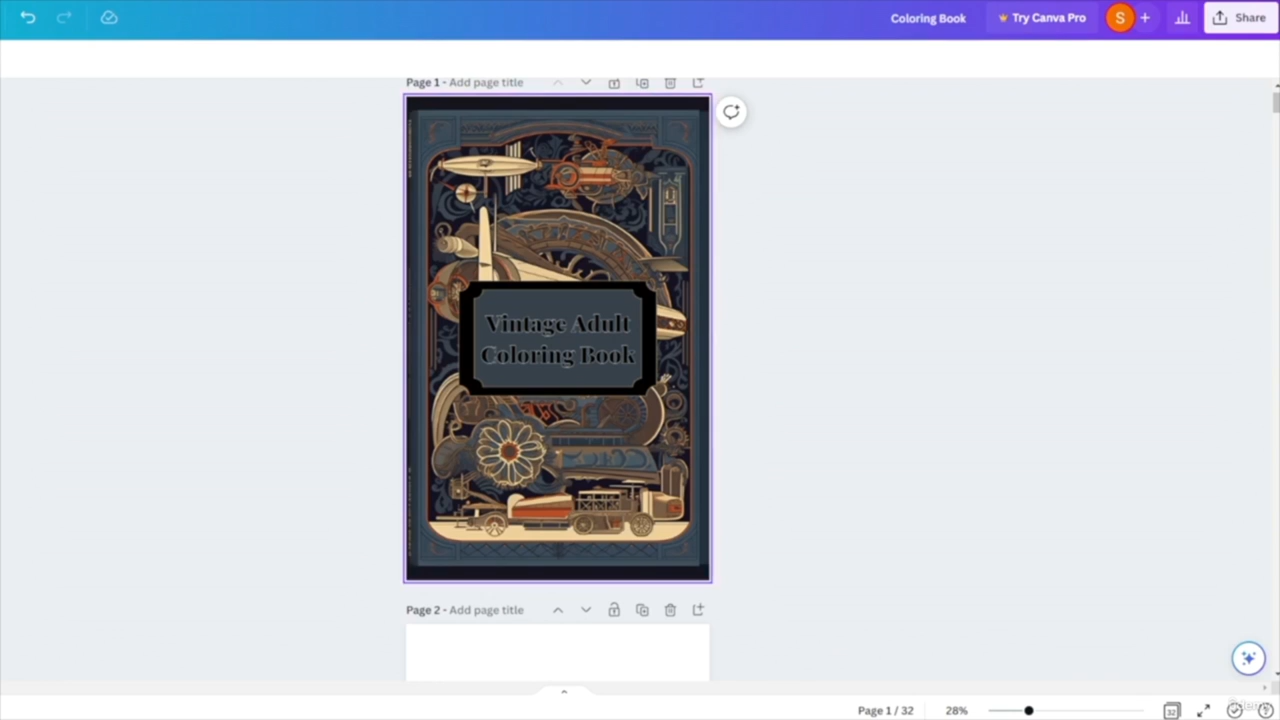 Coloring Book
Try Canva Pro
S
Share
Page 1 - Add page title
Vintage Adult
Coloring Book
Page 2 - Add page title
Page 1 / 32
28%
32